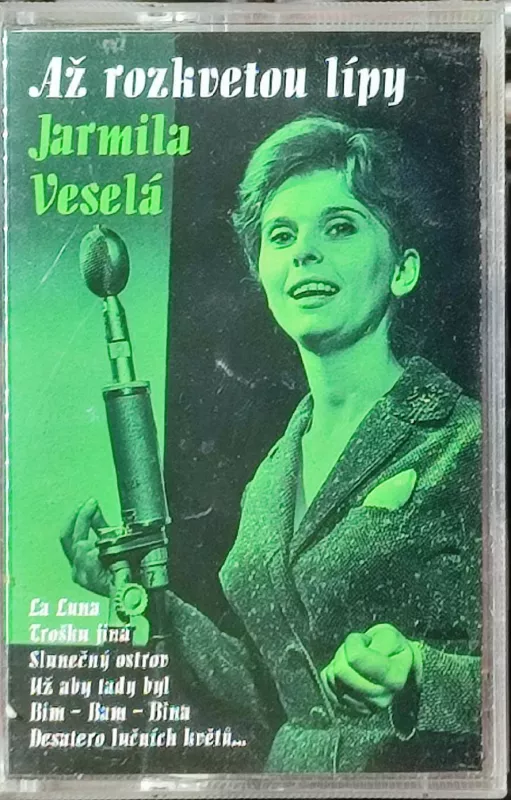 Až rozkvetou lípy
Jarmila
Veselá
La Luna
Trošku jiná
Slunečný ostrov
Už aby tady byl
Bim - Bam - Bina
Desatero lučních květů...